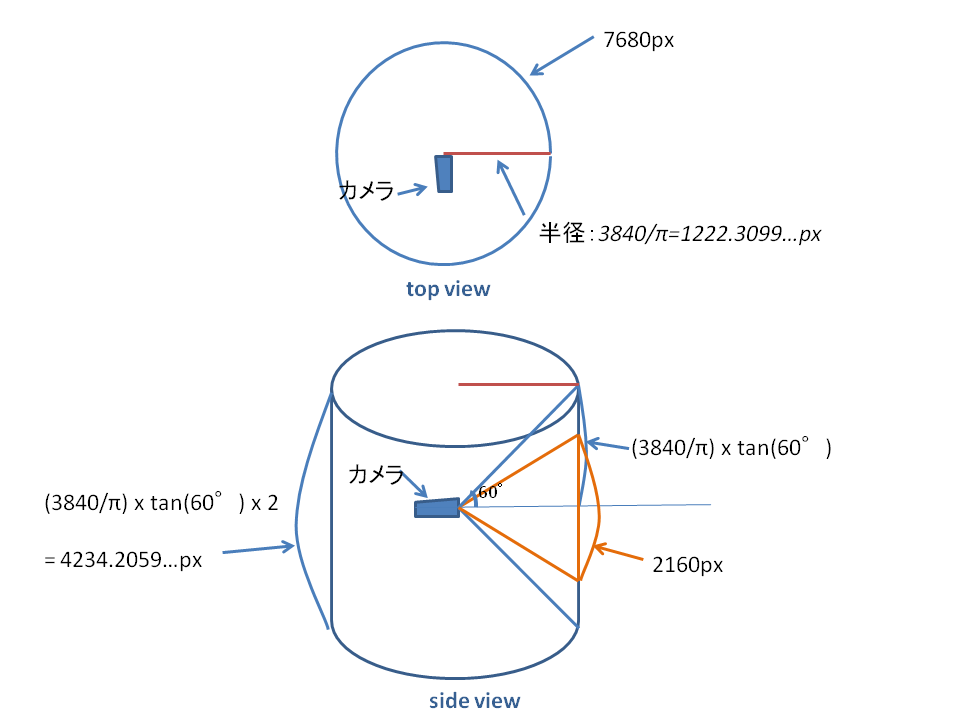 7680px
カメラ
半径：3840/π=1222.3099...px
top view
(3840/π) x tan(60°)
カメラ
60°
(3840/π) x tan(60°) x 2
= 4234.2059...px
2160px
side view